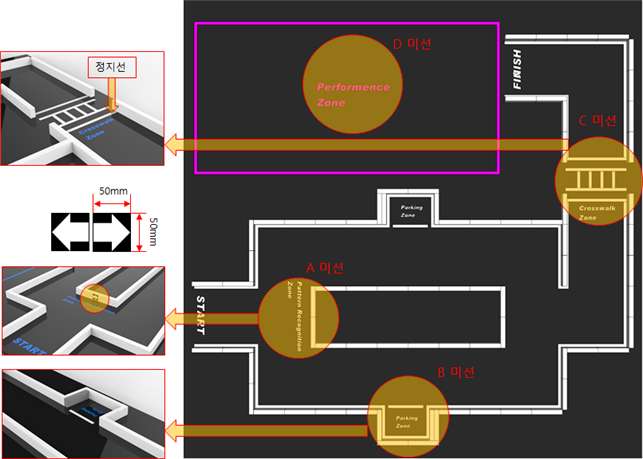 정지선
Crosswalk
Zone
50mm
50mm
START
D 미션
Performence
Zone
FINISH
C 미션
Crosswalk
Zone
Parking
Zone
A 미션
START
Pattern Recognition
Zone
B 미션
Parking
Zone